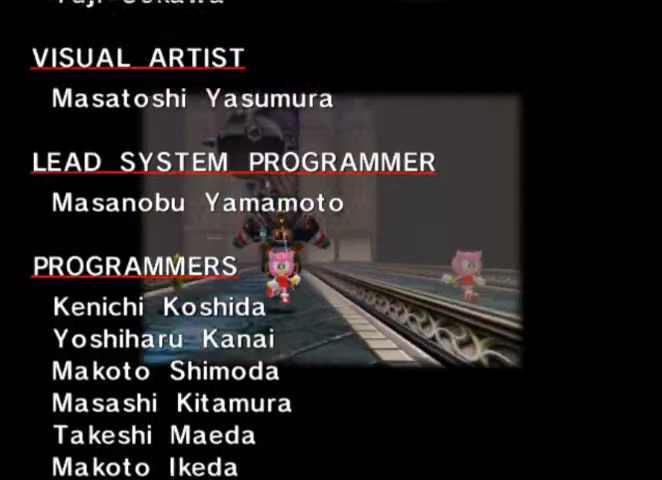 VISUAL ARTIST
Masatoshi Yasumura
LEAD SYSTEM PROGRAMMER
Masanobu Yamamoto
PROGRAMMERS
Kenichi Koshida
Yoshiharu Kanai
Makoto Shimoda
Masashi Kitamura
Takeshi Maeda
Makoto Ikeda